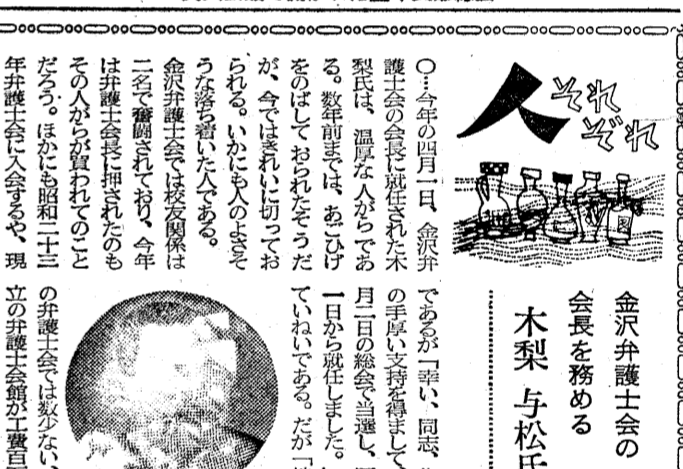 人それぞれ
金沢弁護士会の
会長を務める
木梨 与松氏
〇…今年の四月一日、金沢弁
護士会の会長に就任された木
梨氏は、温厚な人がらであ
る。数年前までは、あごひげ
をのばしておられたそうだ
が、今ではきれいに切ってお
られる。いかにも人のよさそ
うな落ち着いた人である。
金沢弁護士会では校友関係は
二名で奮闘されており、今年
は弁護士会長に押されたのも
その人がらが買われてのこと
だろう。ほかにも昭和二十三
年弁護士会に入会するや、現
であるが「幸い、同志、
の手厚い支持を得まして
月二日の総会で当選し、
一日から就任しました。
ていねいである。だが「
の弁護士会では数少ない、
立の弁護士会館が工費百